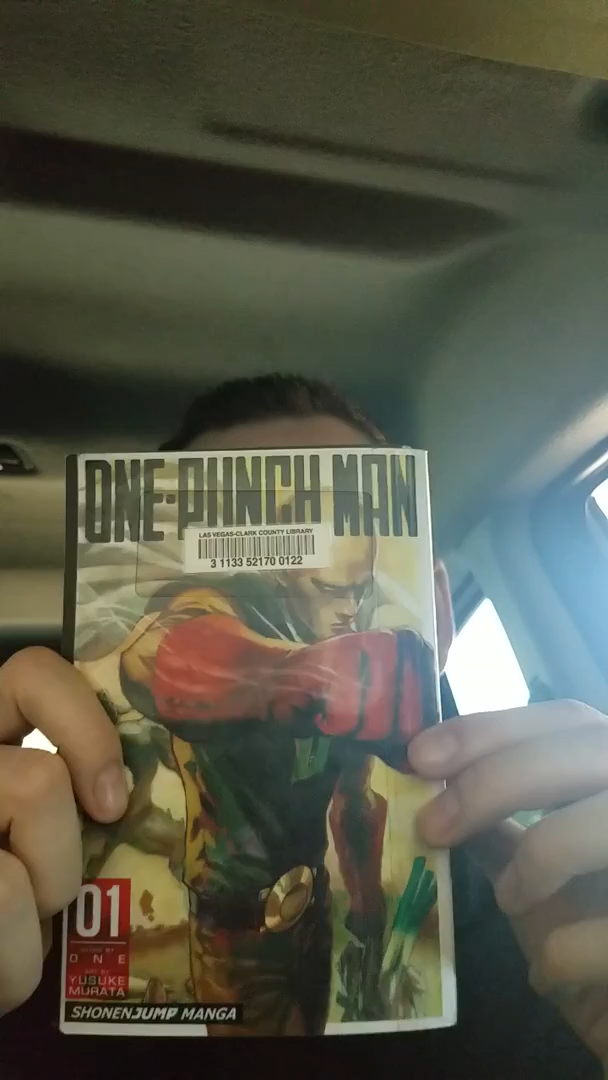 ONE-PUNCH MAN
LAS VEGAS-CLARK COUNTY LIBRARY
3 1133 52170 0122
01
STORY BY
ONE
ART BY
YUSUKE
MURATA
SHONEN JUMP MANGA